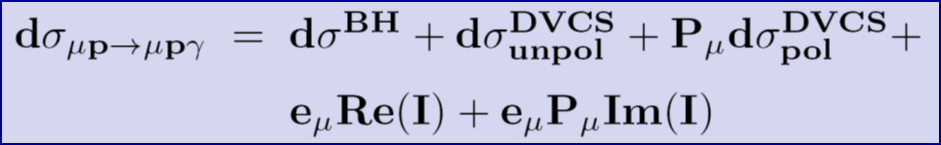 dσ_{μp→μpγ} = dσ^{BH} + dσ^{DVCS}_{unpol} + P_μ dσ^{DVCS}_{pol} +
e_μ Re(I) + e_μ P_μ Im(I)